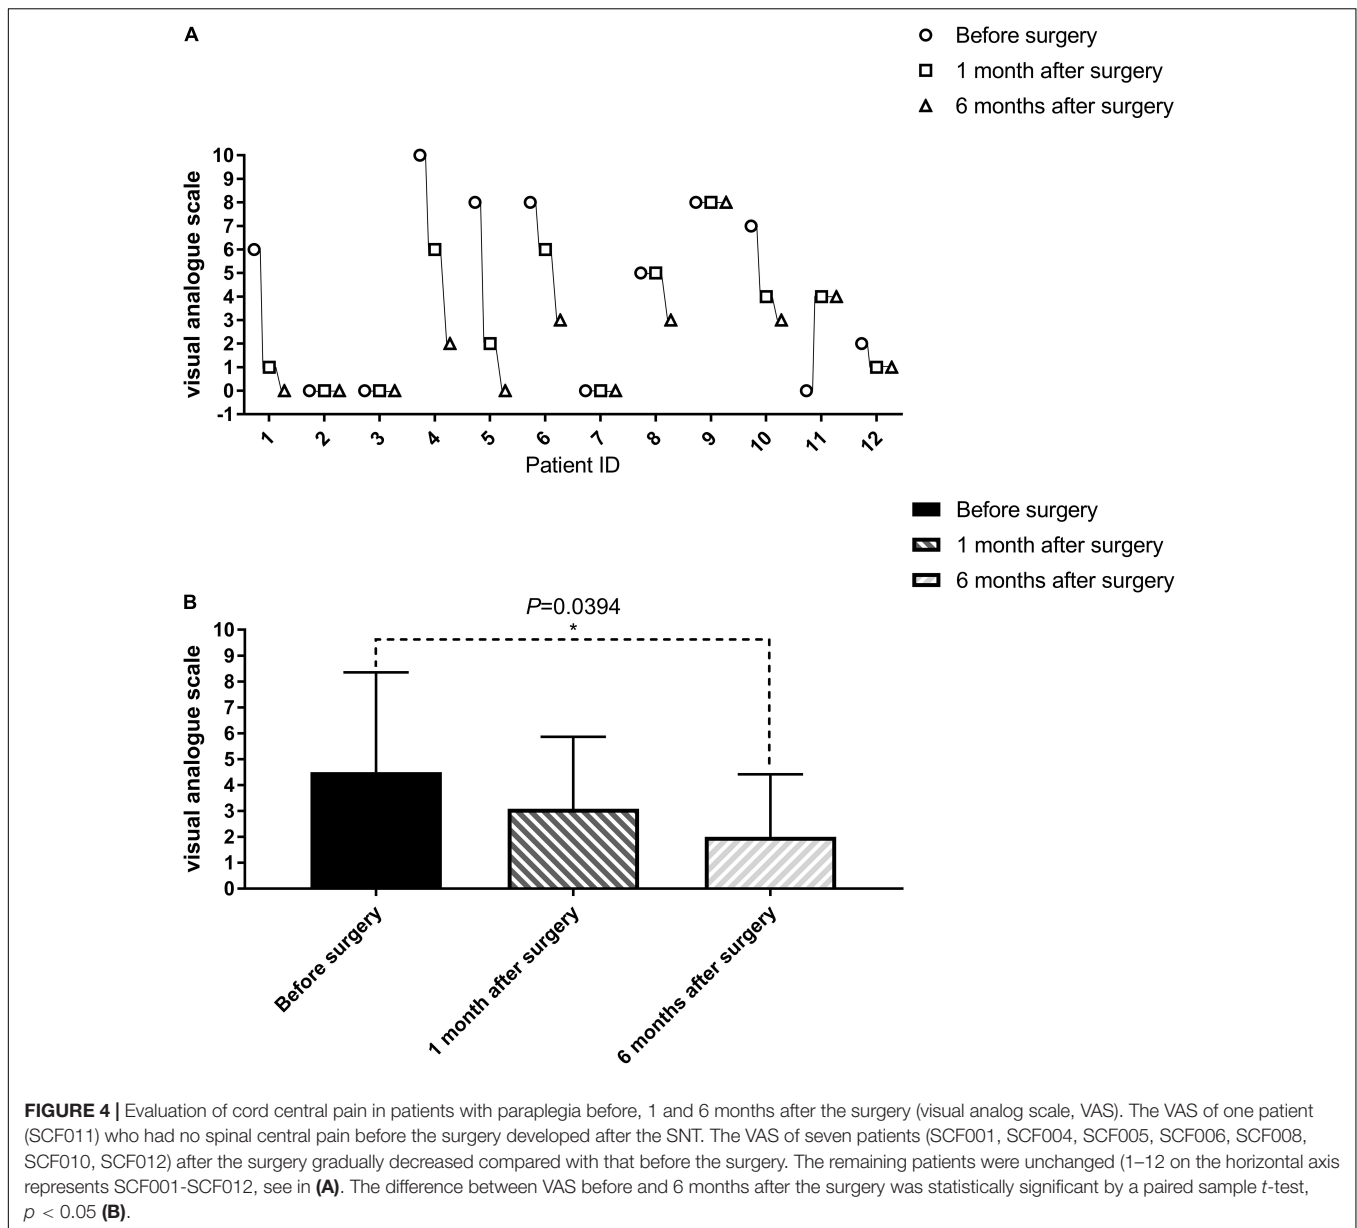 A
Before surgery
1 month after surgery
6 months after surgery
visual analogue scale
10
9
8
7
6
5
4
3
2
1
0
-1
1 2 3 4 5 6 7 8 9 10 11 12
Patient ID
Before surgery
1 month after surgery
6 months after surgery
B
P=0.0394
*
visual analogue scale
10
9
8
7
6
5
4
3
2
1
0
Before surgery
1 month after surgery
6 months after surgery
FIGURE 4 | Evaluation of cord central pain in patients with paraplegia before, 1 and 6 months after the surgery (visual analog scale, VAS). The VAS of one patient
(SCF011) who had no spinal central pain before the surgery developed after the SNT. The VAS of seven patients (SCF001, SCF004, SCF005, SCF006, SCF008,
SCF010, SCF012) after the surgery gradually decreased compared with that before the surgery. The remaining patients were unchanged (1–12 on the horizontal axis
represents SCF001-SCF012, see in (A). The difference between VAS before and 6 months after the surgery was statistically significant by a paired sample t-test,
p < 0.05 (B).